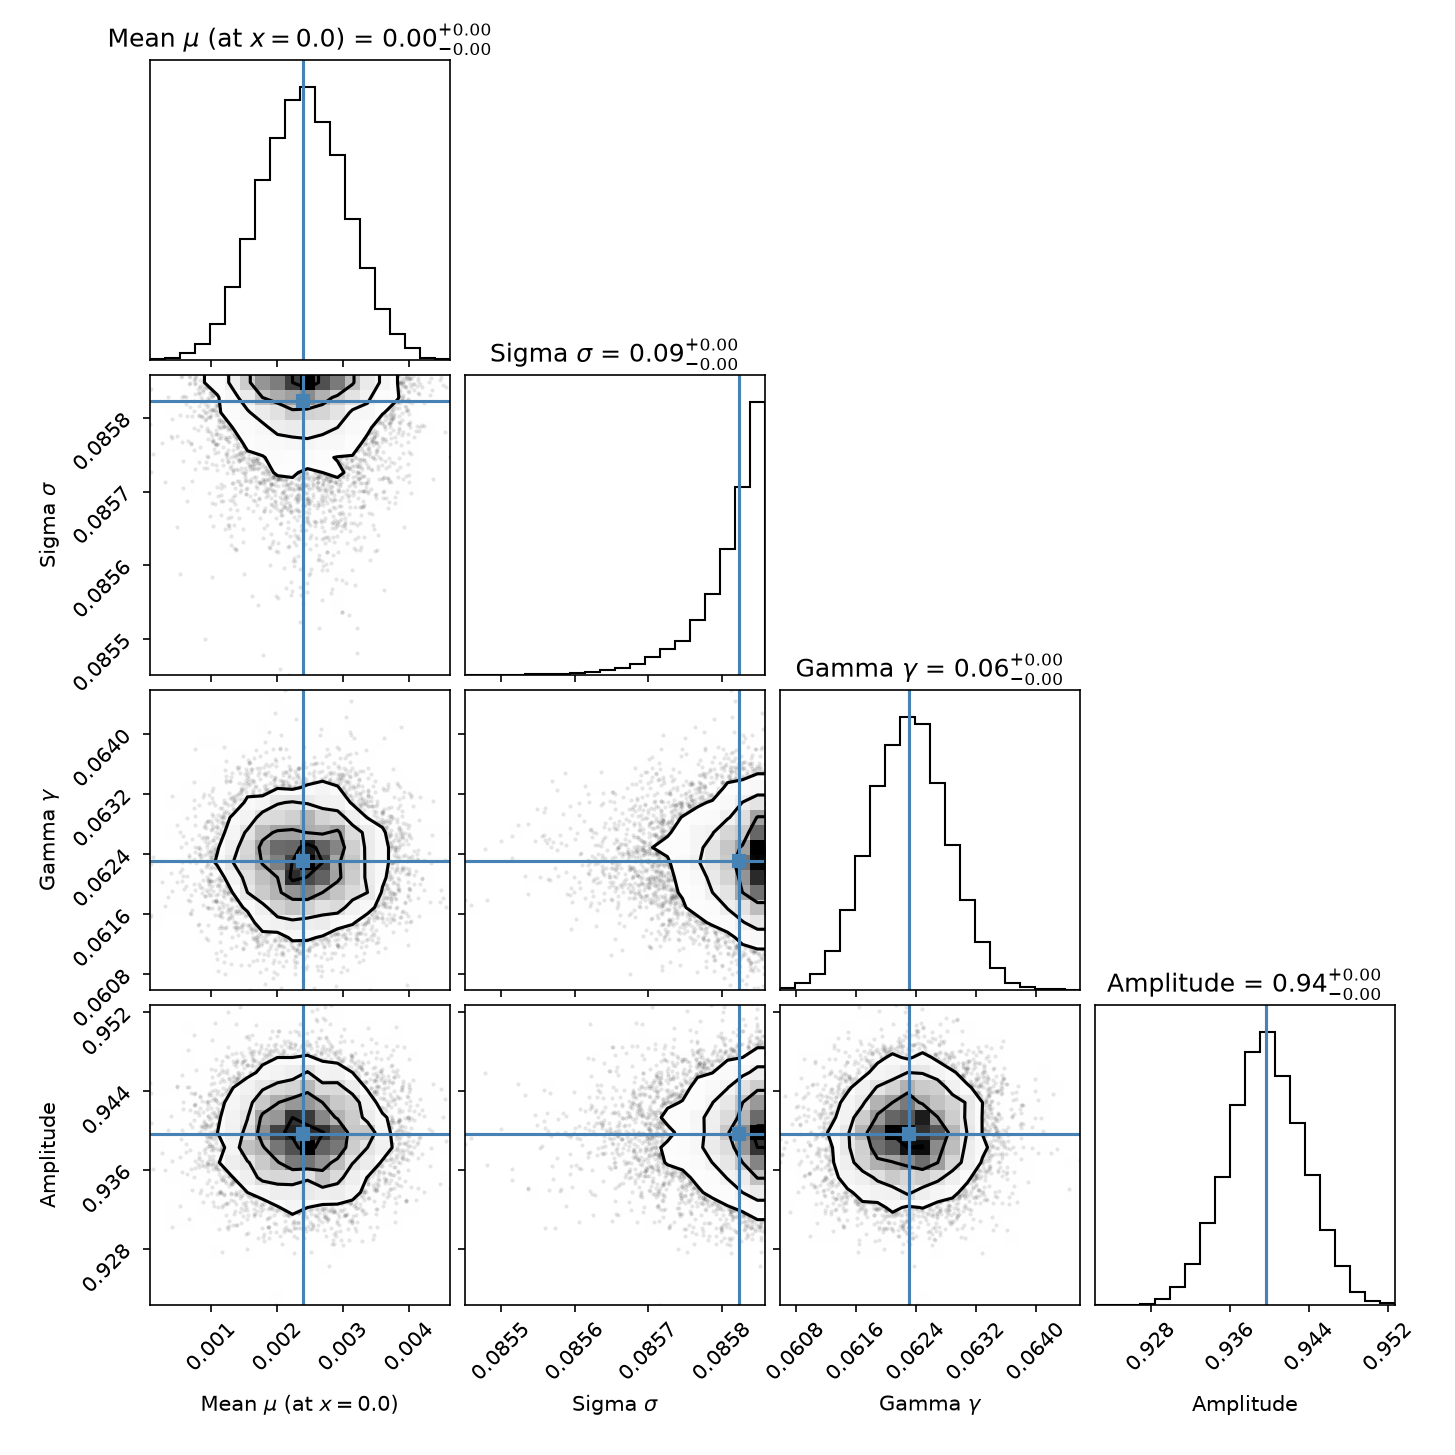 Mean μ (at x = 0.0) = 0.00+0.00−0.00
Sigma σ = 0.09+0.00−0.00
0.0858
0.0857
0.0856
0.0855
Sigma σ
Gamma γ = 0.06+0.00−0.00
0.0640
0.0632
0.0624
0.0616
0.0608
Gamma γ
Amplitude = 0.94+0.00−0.00
0.952
0.944
0.936
0.928
Amplitude
0.001 0.002 0.003 0.004 0.0855 0.0856 0.0857 0.0858 0.0608 0.0616 0.0624 0.0632 0.0640 0.928 0.936 0.944 0.952
Mean μ (at x = 0.0) Sigma σ Gamma γ Amplitude